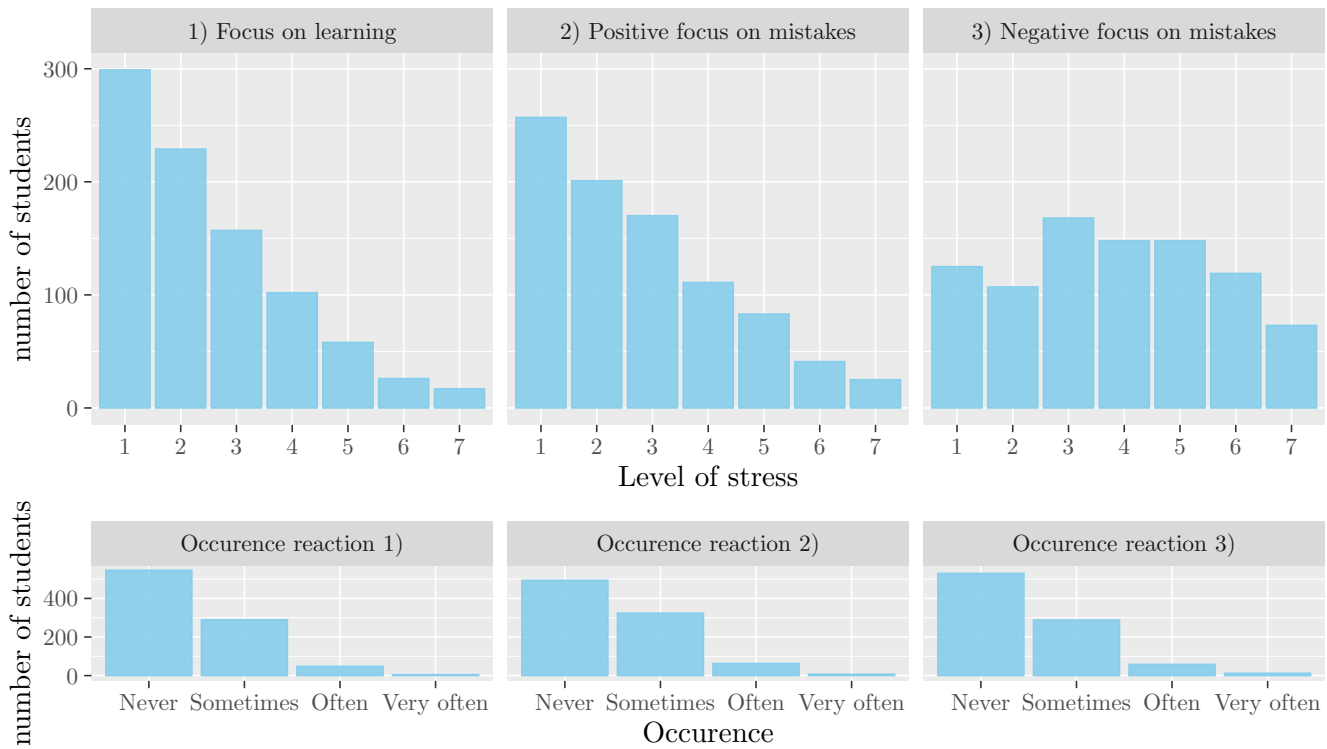 1) Focus on learning
2) Positive focus on mistakes
3) Negative focus on mistakes
number of students
300
200
100
0
1 2 3 4 5 6 7
1 2 3 4 5 6 7
1 2 3 4 5 6 7
Level of stress
Occurence reaction 1)
Occurence reaction 2)
Occurence reaction 3)
number of students
400
200
0
Never Sometimes Often Very often
Never Sometimes Often Very often
Never Sometimes Often Very often
Occurence